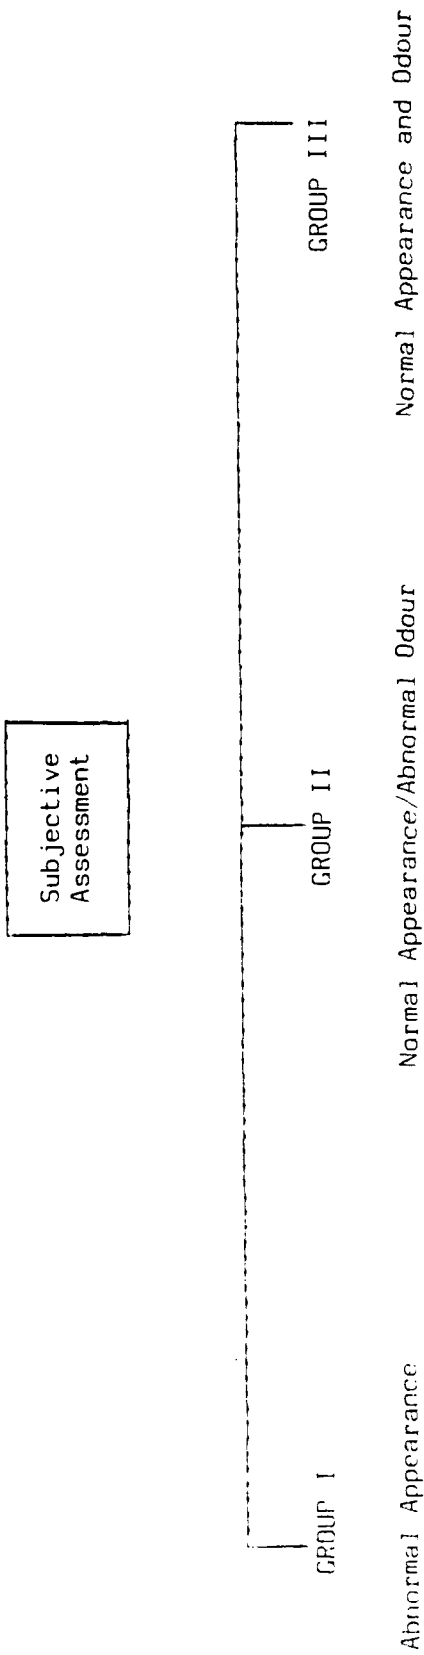 Subjective
Assessment
GROUP I
GROUP II
GROUP III
Abnormal Appearance
Normal Appearance/Abnormal Odour
Normal Appearance and Odour